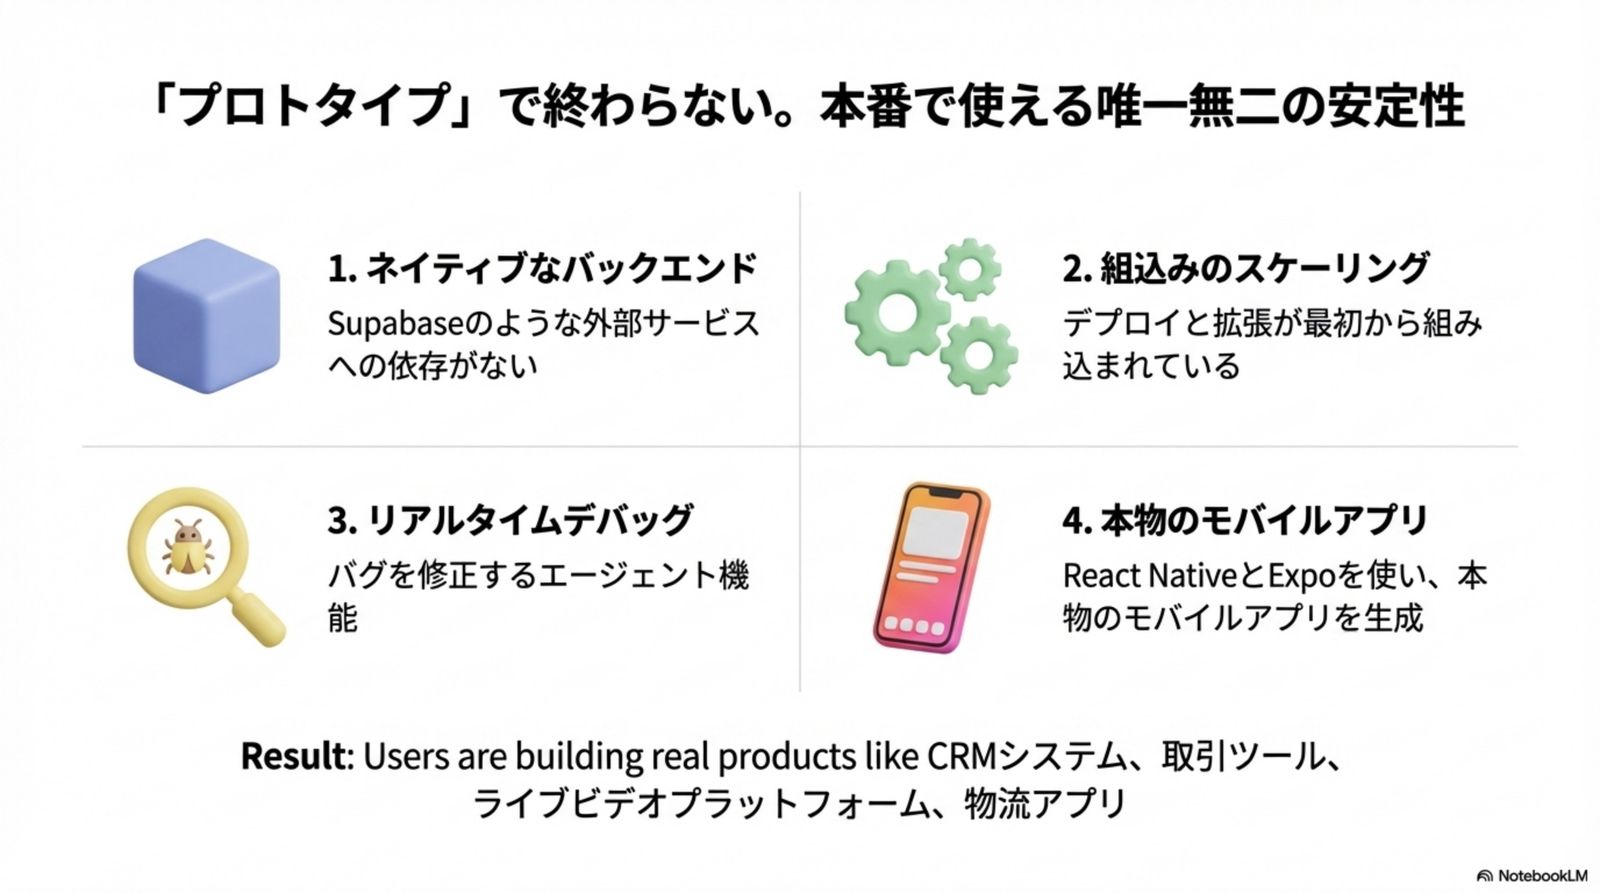 「プロトタイプ」で終わらない。本番で使える唯一無二の安定性
1. ネイティブなバックエンド
Supabaseのような外部サービス
への依存がない
2. 組込みのスケーリング
デプロイと拡張が最初から組み
込まれている
3. リアルタイムデバッグ
バグを修正するエージェント機
能
4. 本物のモバイルアプリ
React NativeとExpoを使い、本
物のモバイルアプリを生成
Result: Users are building real products like CRMシステム、取引ツール、
ライブビデオプラットフォーム、物流アプリ
NotebookLM